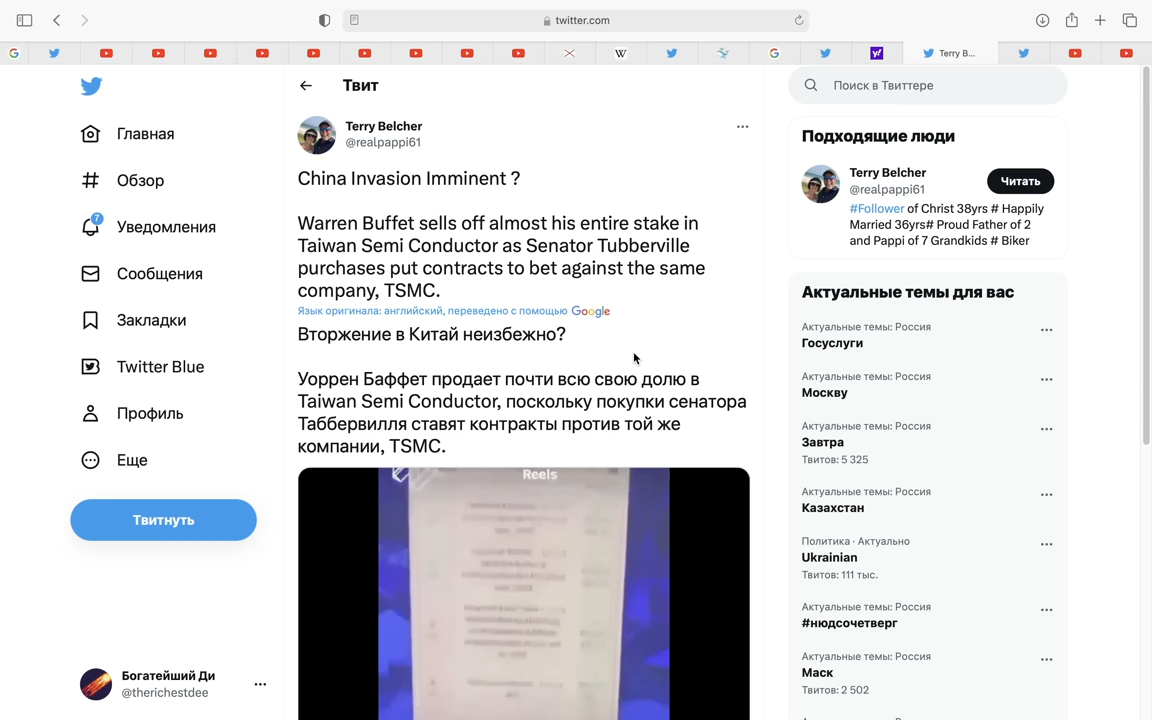 twitter.com
Terry B...
Твит
Поиск в Твиттере
Главная
Обзор
7
Уведомления
Сообщения
Закладки
Twitter Blue
Профиль
Еще
Твитнуть
Богатейший Ди
@therichestdee
Terry Belcher
@realpappi61
China Invasion Imminent ?
Warren Buffet sells off almost his entire stake in
Taiwan Semi Conductor as Senator Tubberville
purchases put contracts to bet against the same
company, TSMC.
Язык оригинала: английский, переведено с помощью Google
Вторжение в Китай неизбежно?
Уоррен Баффет продает почти всю свою долю в
Taiwan Semi Conductor, поскольку покупки сенатора
Таббервилля ставят контракты против той же
компании, TSMC.
Reels
Подходящие люди
Terry Belcher
@realpappi61
Читать
#Follower of Christ 38yrs # Happily
Married 36yrs# Proud Father of 2
and Pappi of 7 Grandkids # Biker
Актуальные темы для вас
Актуальные темы: Россия
Госуслуги
Актуальные темы: Россия
Москву
Актуальные темы: Россия
Завтра
Твитов: 5 325
Актуальные темы: Россия
Казахстан
Политика · Актуально
Ukrainian
Твитов: 111 тыс.
Актуальные темы: Россия
#нюдсочетверг
Актуальные темы: Россия
Маск
Твитов: 2 502